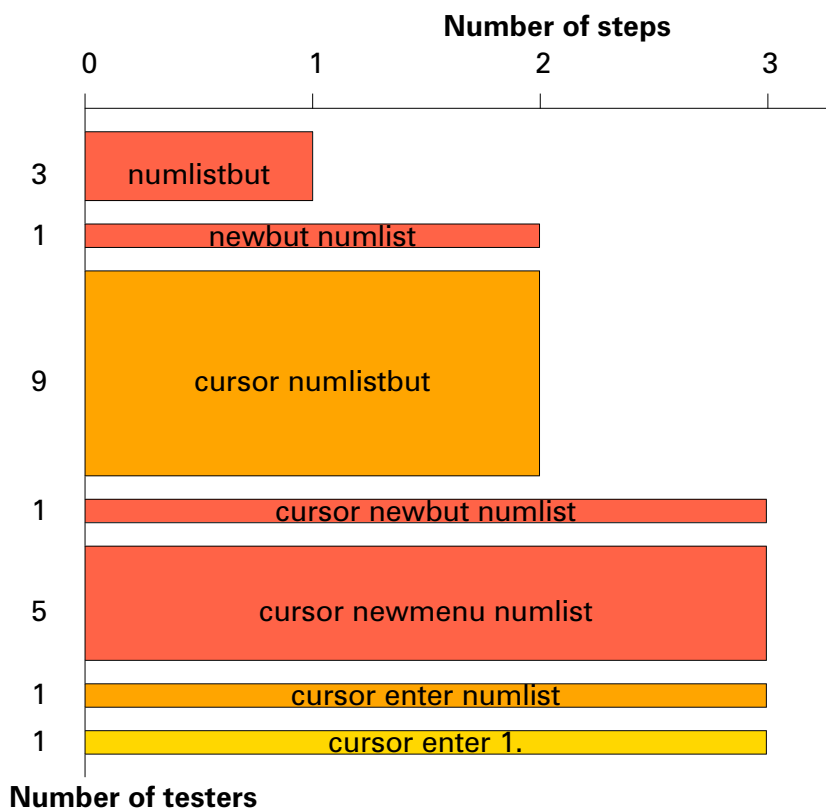 Number of steps
0 1 2 3
3 numlistbut
1 newbut numlist
9 cursor numlistbut
1 cursor newbut numlist
5 cursor newmenu numlist
1 cursor enter numlist
1 cursor enter 1.
Number of testers